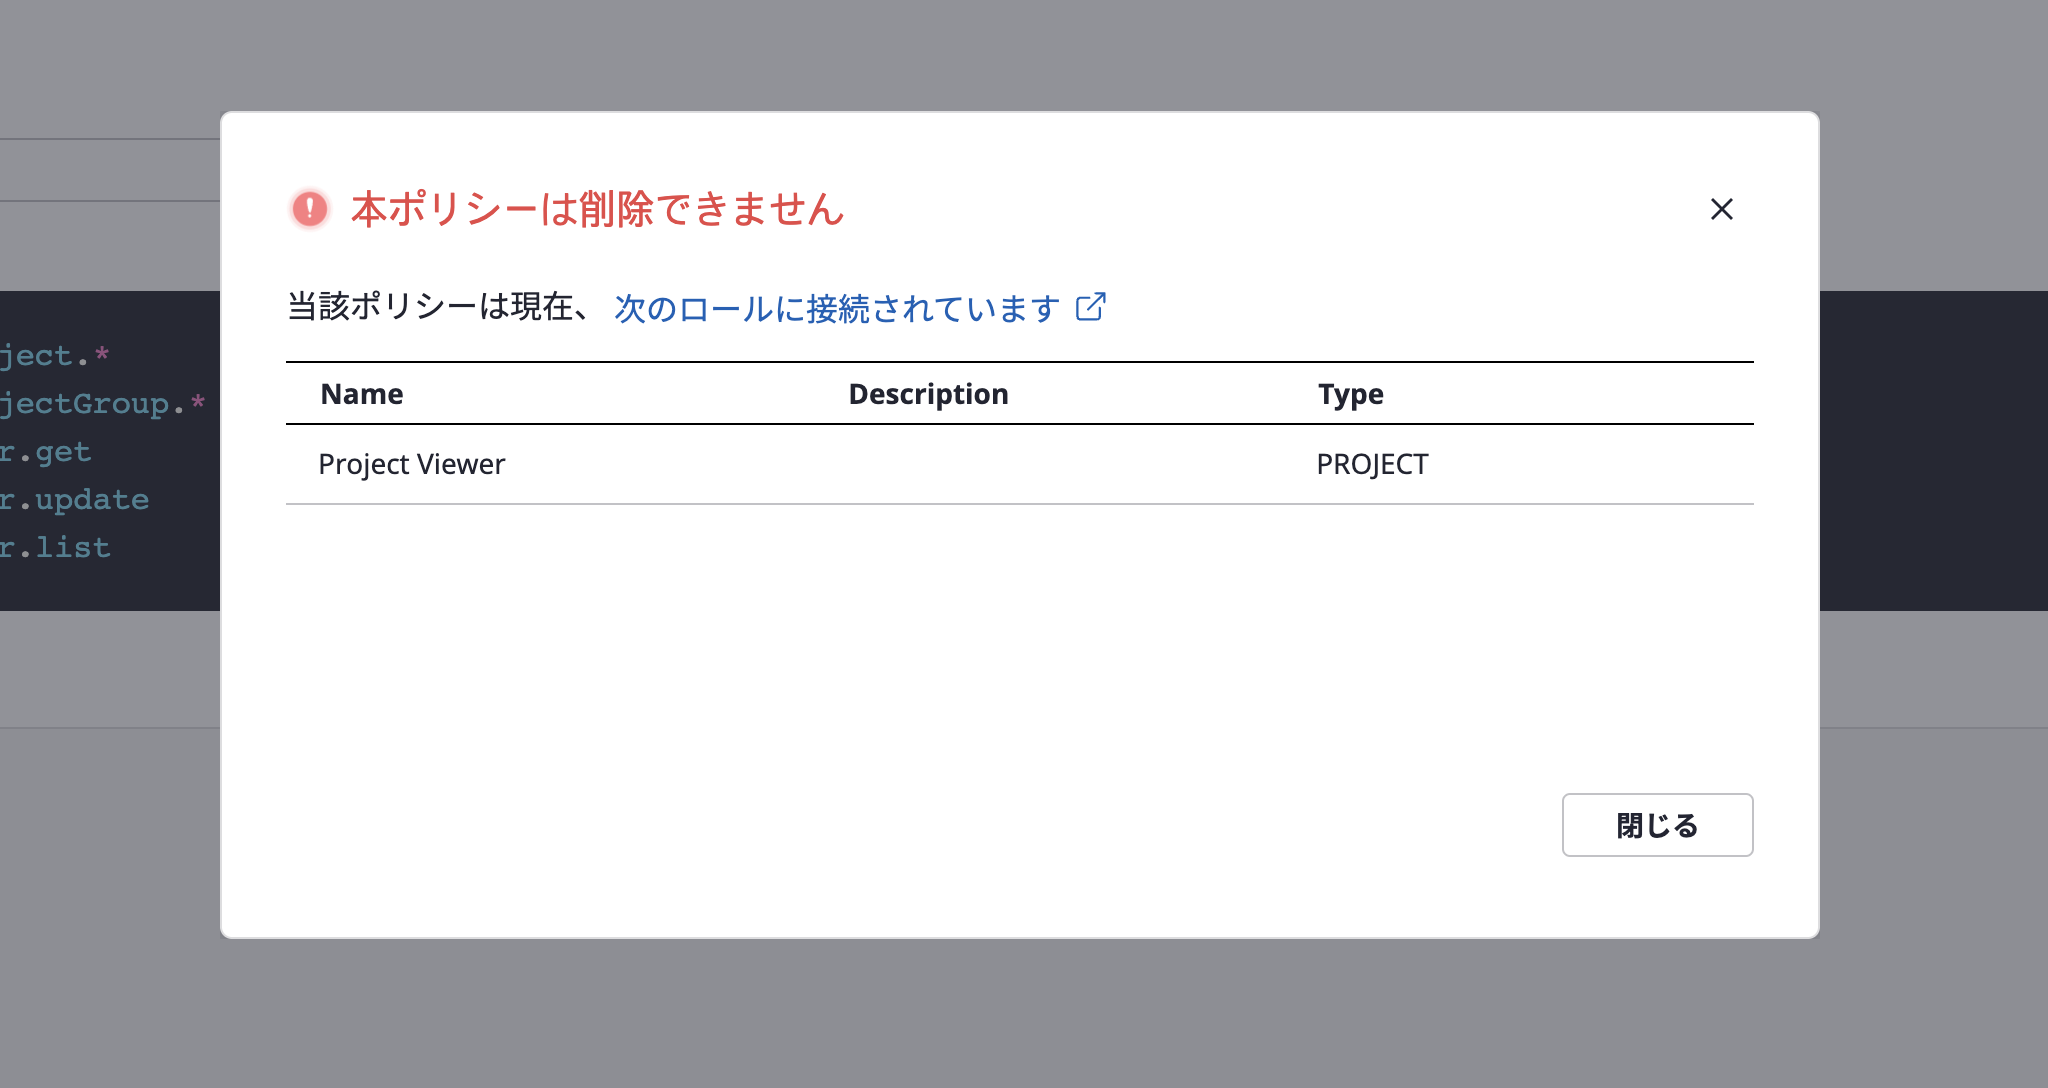 本ポリシーは削除できません
当該ポリシーは現在、 次のロールに接続されています
Name Description Type
Project Viewer PROJECT
閉じる
ject.*
jectGroup.*
r.get
r.update
r.list